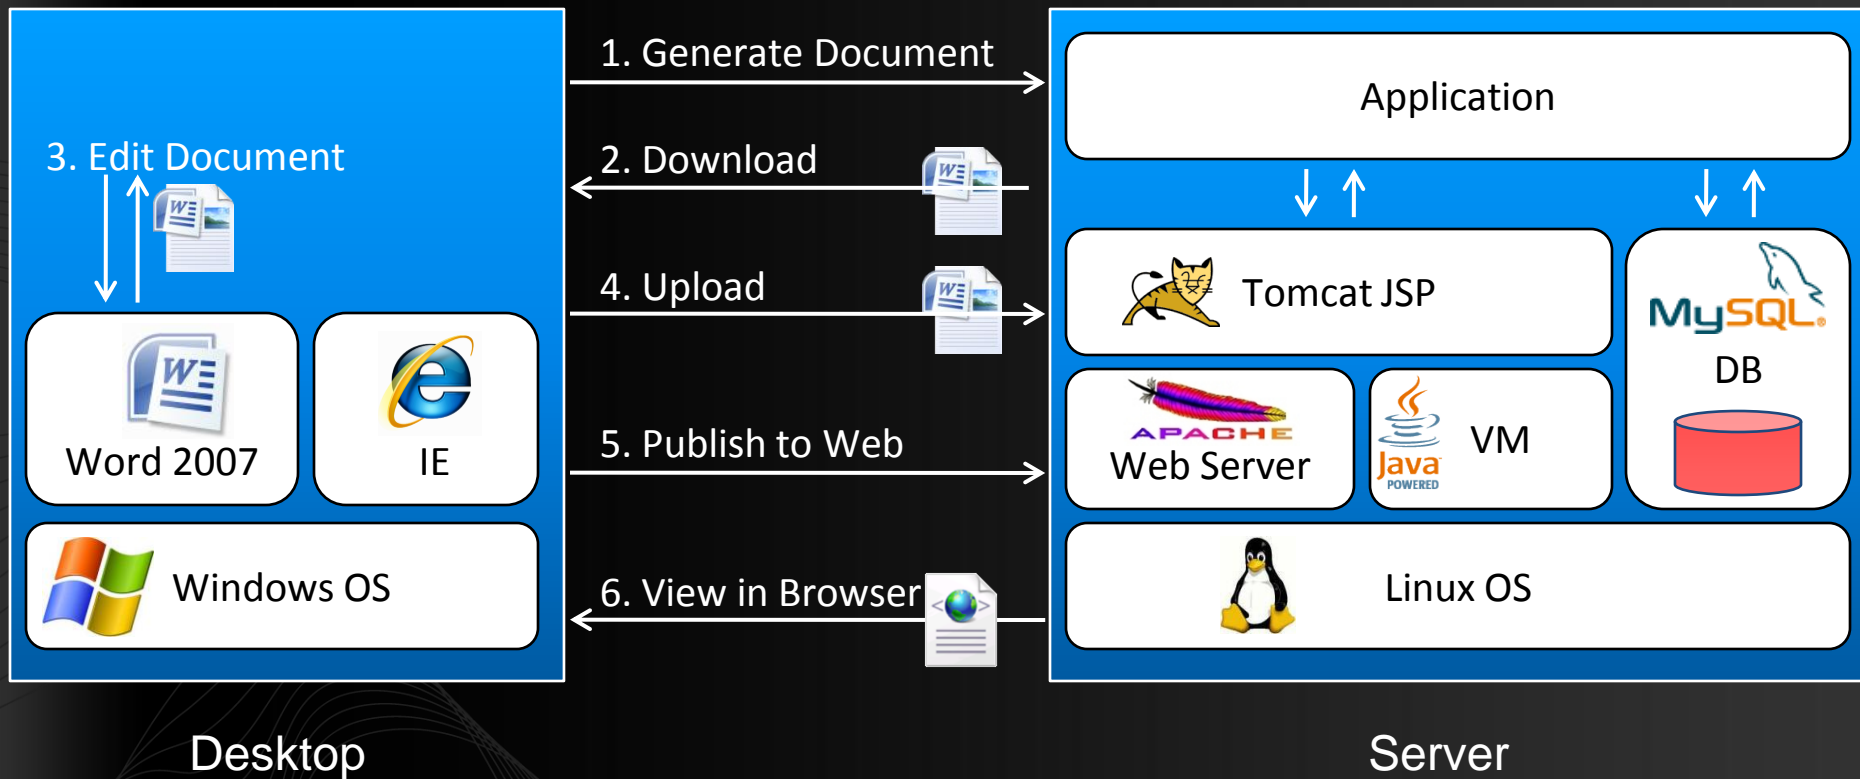 1. Generate Document
Application
3. Edit Document
2. Download
W
W
4. Upload
W
Tomcat JSP
MySQL®
DB
W
Word 2007
IE
5. Publish to Web
APACHE
Web Server
Java
POWERED
VM
Windows OS
6. View in Browser
< >
Linux OS
Desktop
Server